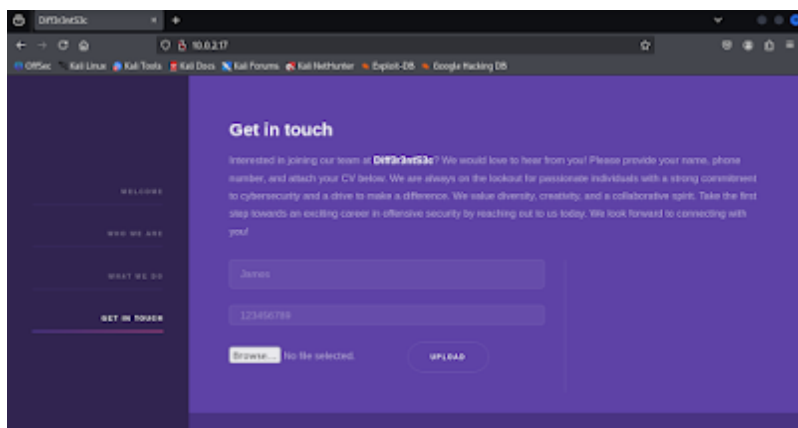 Diff3r3ntS3c
10.0.2.17
OffSec Kali Linux Kali Tools Kali Docs Kali Forums Kali NetHunter Exploit-DB Google Hacking DB
WELCOME
WHO WE ARE
WHAT WE DO
GET IN TOUCH
Get in touch
Interested in joining our team at Diff3r3ntS3c? We would love to hear from you! Please provide your name, phone
number, and attach your CV below. We are always on the lookout for passionate individuals with a strong commitment
to cybersecurity and a drive to make a difference. We value diversity, creativity, and a collaborative spirit. Take the first
step towards an exciting career in offensive security by reaching out to us today. We look forward to connecting with
you!
James
123456789
Browse... No file selected.
UPLOAD